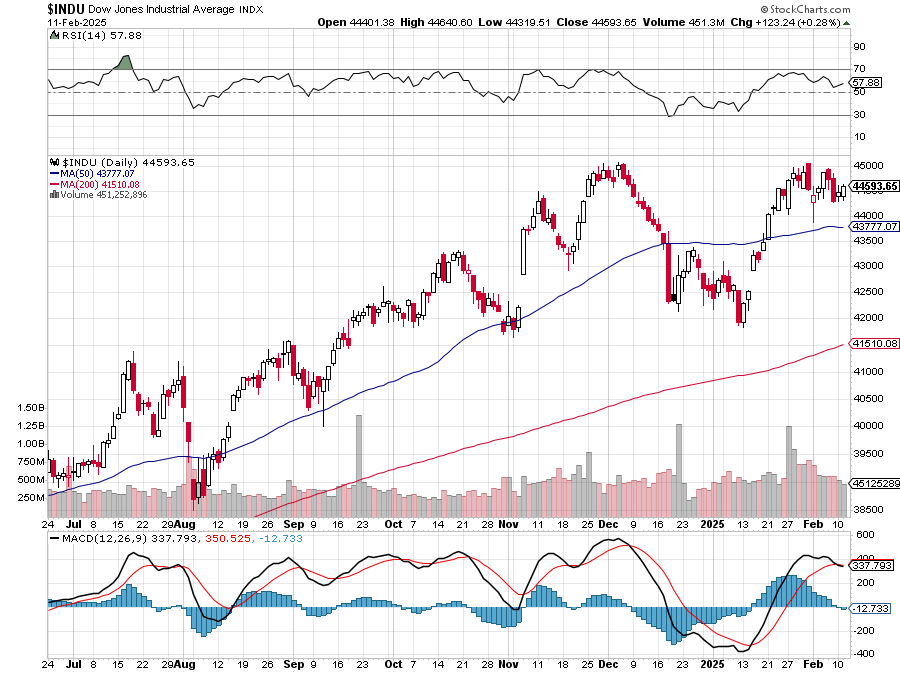 $INDU Dow Jones Industrial Average INDX
© StockCharts.com
11-Feb-2025
Open 44401.38 High 44640.60 Low 44319.51 Close 44593.65 Volume 451.3M Chg +123.24 (+0.28%)
RSI(14) 57.88
90
70
57.88
50
30
10
$INDU (Daily) 44593.65
MA(50) 43777.07
MA(200) 41510.08
Volume 451,252,896
45000
44593.65
44000
43777.07
43500
43000
42500
42000
41510.08
41000
40500
40000
39500
45125289
38500
1.50B
1.25B
1.00B
750M
500M
250M
24 Jul 8 15 22 29 Aug 12 19 26 Sep 9 16 23 Oct 7 14 21 28 Nov 11 18 25 Dec 9 16 23 2025 13 21 27 Feb 10
MACD(12,26,9) 337.793, 350.525, -12.733
600
400
337.793
200
-12.733
-200
-400
24 Jul 8 15 22 29 Aug 12 19 26 Sep 9 16 23 Oct 7 14 21 28 Nov 11 18 25 Dec 9 16 23 2025 13 21 27 Feb 10